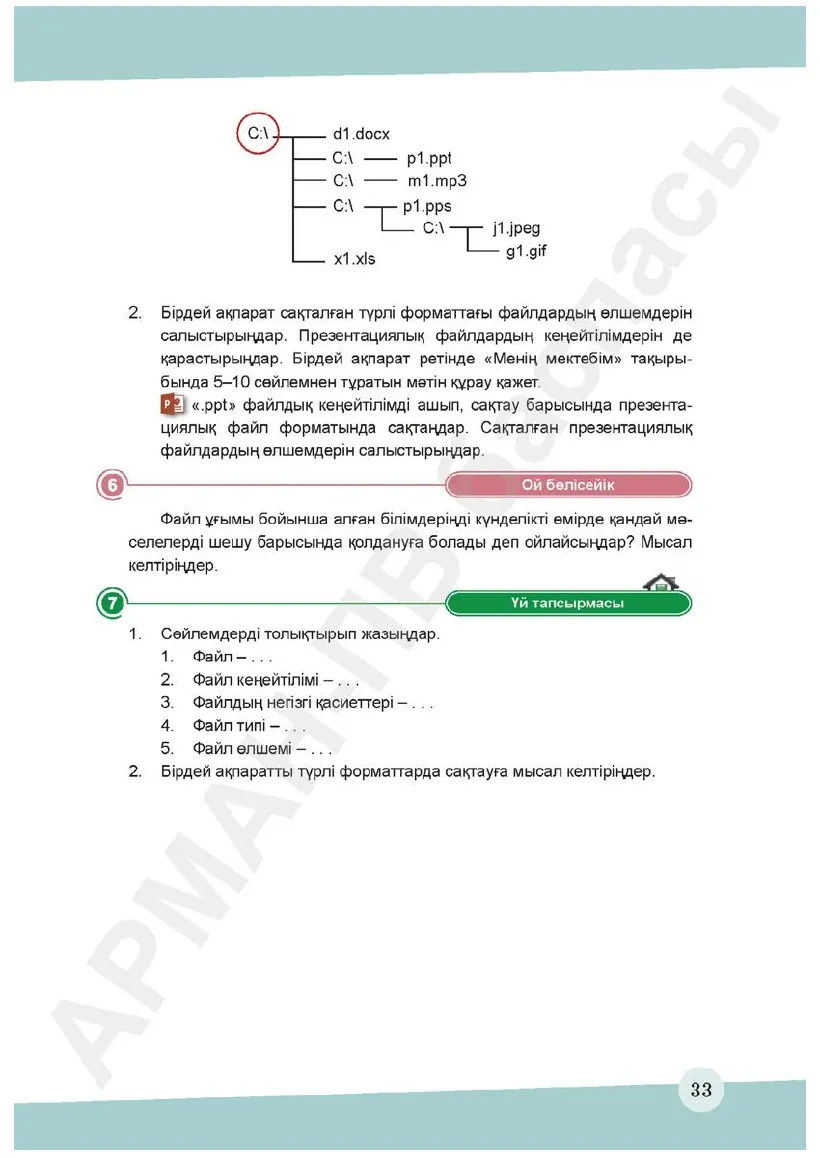 C:\ d1.docx
C:\ p1.ppt
C:\ m1.mp3
C:\ p1.pps
C:\ j1.jpeg
g1.gif
x1.xls
2. Бірдей ақпарат сақталған түрлі форматтағы файлдардың өлшемдерін
салыстырыңдар. Презентациялық файлдардың кеңейтілімдерін де
қарастырыңдар. Бірдей ақпарат ретінде «Менің мектебім» тақыры-
бында 5–10 сөйлемнен тұратын мәтін құрау қажет.
«.ppt» файлдық кеңейтілімді ашып, сақтау барысында презента-
циялық файл форматында сақтаңдар. Сақталған презентациялық
файлдардың өлшемдерін салыстырыңдар.
6 Ой бөлісейік
Файл ұғымы бойынша алған білімдеріңді күнделікті өмірде қандай мә-
селелерді шешу барысында қолдануға болады деп ойлайсыңдар? Мысал
келтіріңдер.
7 Үй тапсырмасы
1. Сөйлемдерді толықтырып жазыңдар.
1. Файл – . . .
2. Файл кеңейтілімі – . . .
3. Файлдың негізгі қасиеттері – . . .
4. Файл типі – . . .
5. Файл өлшемі – . . .
2. Бірдей ақпаратты түрлі форматтарда сақтауға мысал келтіріңдер.
АРМАН-ПВ баспасы
33